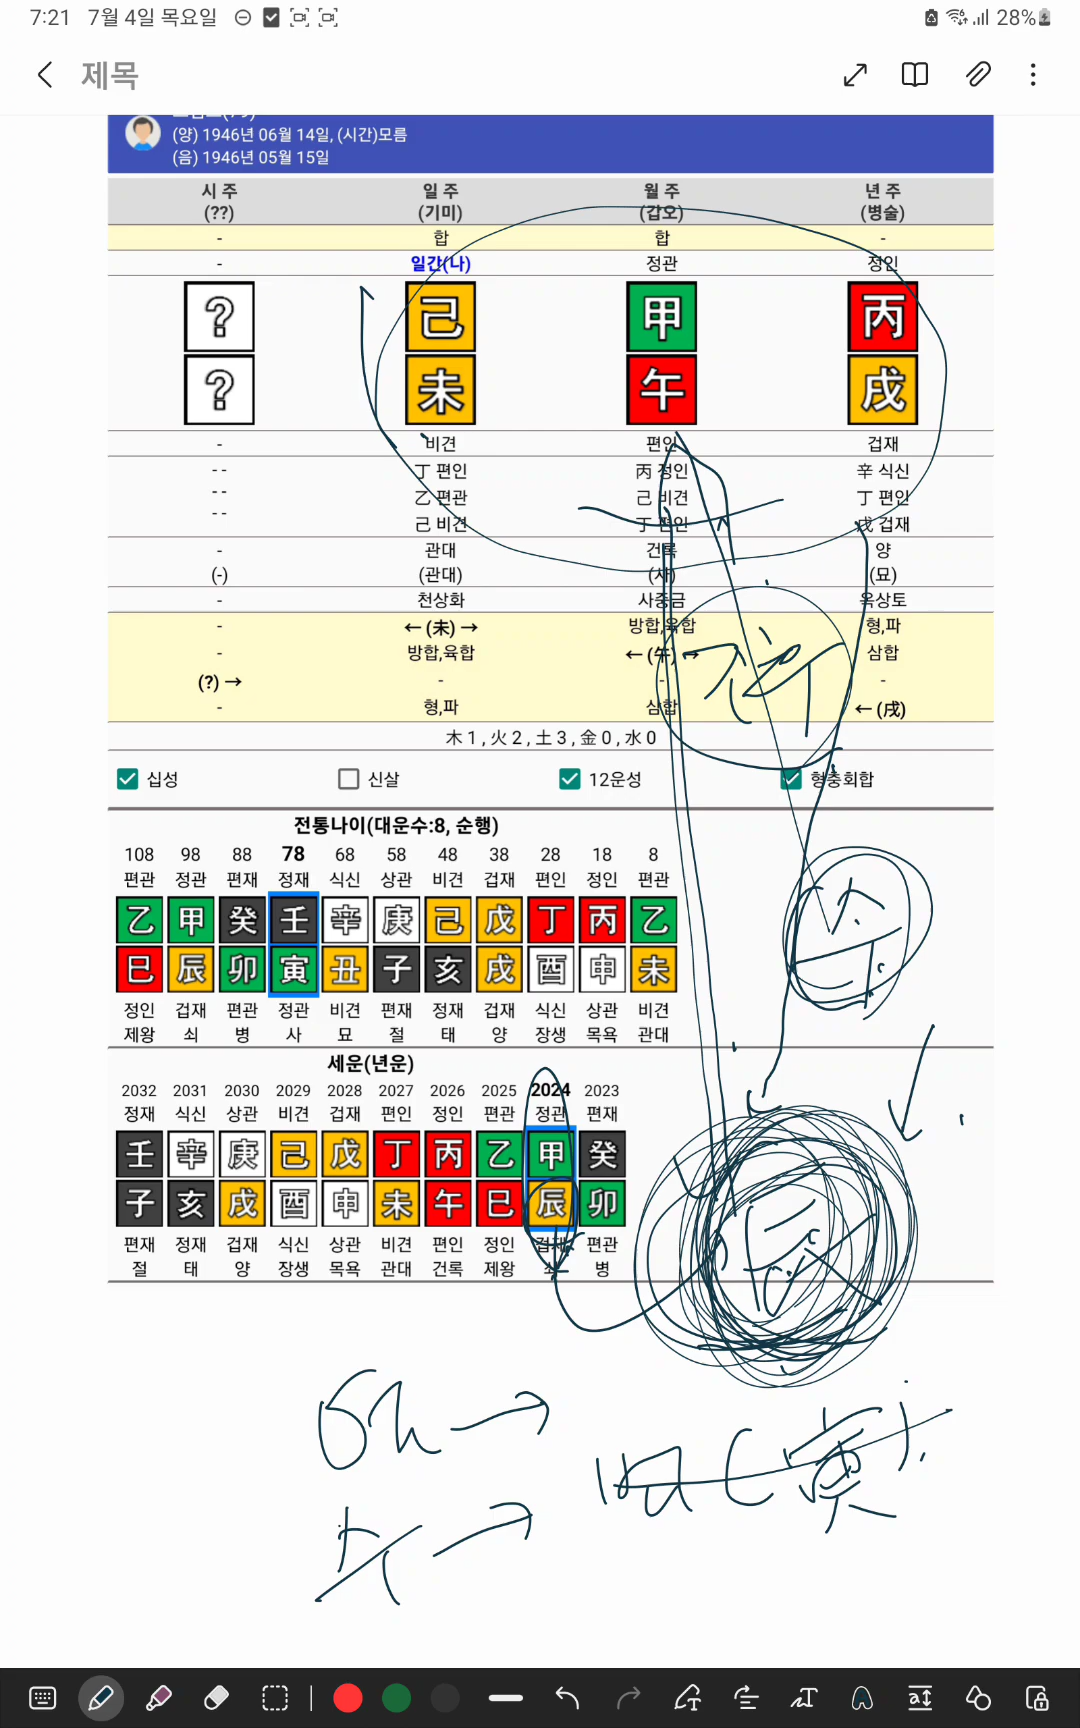 7:21 7월 4일 목요일 28%
제목
(양) 1946년 06월 14일, (시간)모름
(음) 1946년 05월 15일
시 주 일 주 월 주 년 주
(??) (기미) (갑오) (병술)
- 합 합 -
- 일간(나) 정관 정인
? 己 甲 丙
? 未 午 戌
- 비견 편인 겁재
- - 丁 편인 丙 정인 辛 식신
- - 乙 편관 己 비견 丁 편인
- - 己 비견 丁 편인 戊 겁재
- 관대 건록 양
(-) (관대) (사) (묘)
- 천상화 사중금 옥상토
- ← (未) → 방합,육합 형,파
- 방합,육합 ← (午) → 삼합
(?) → - - -
- 형,파 삼합 ← (戌)
木 1 , 火 2 , 土 3 , 金 0 , 水 0
십성 신살 12운성 형충회합
전통나이(대운수:8, 순행)
108 98 88 78 68 58 48 38 28 18 8
편관 정관 편재 정재 식신 상관 비견 겁재 편인 정인 편관
乙 甲 癸 壬 辛 庚 己 戊 丁 丙 乙
巳 辰 卯 寅 丑 子 亥 戌 酉 申 未
정인 겁재 편관 정관 비견 편재 정재 겁재 식신 상관 비견
제왕 쇠 병 사 묘 절 태 양 장생 목욕 관대
세운(년운)
2032 2031 2030 2029 2028 2027 2026 2025 2024 2023
정재 식신 상관 비견 겁재 편인 정인 편관 정관 편재
壬 辛 庚 己 戊 丁 丙 乙 甲 癸
子 亥 戌 酉 申 未 午 巳 辰 卯
편재 정재 겁재 식신 상관 비견 편인 정인 겁재 편관
절 태 양 장생 목욕 관대 건록 제왕 쇠 병